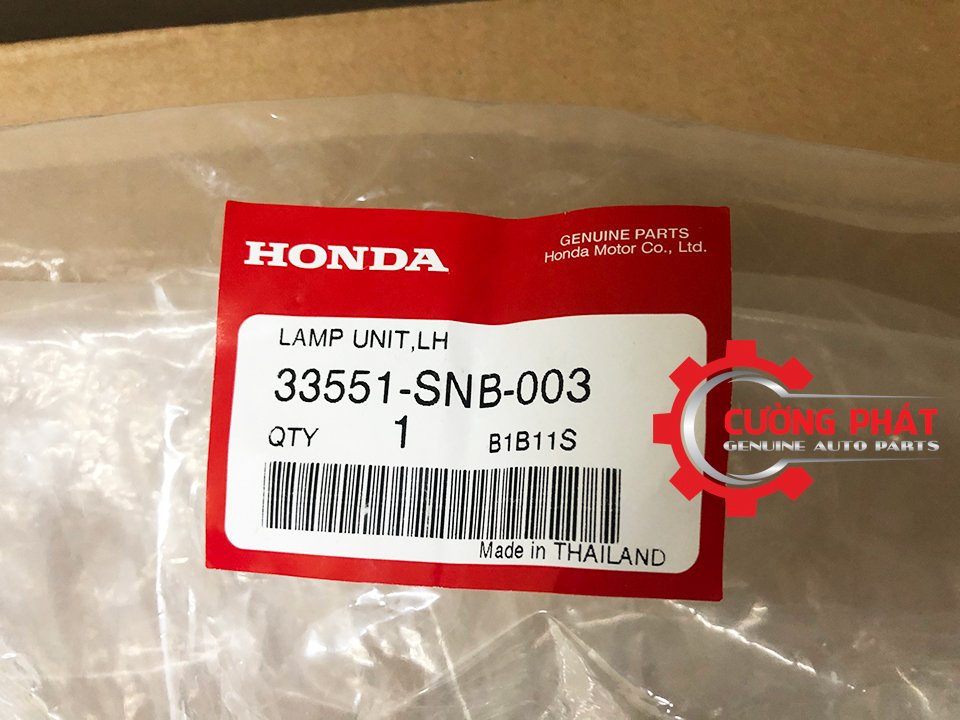 HONDA
GENUINE PARTS
Honda Motor Co., Ltd.
LAMP UNIT,LH
33551-SNB-003
QTY 1 B1B11S
Made in THAILAND
CƯỜNG PHÁT
GENUINE AUTO PARTS